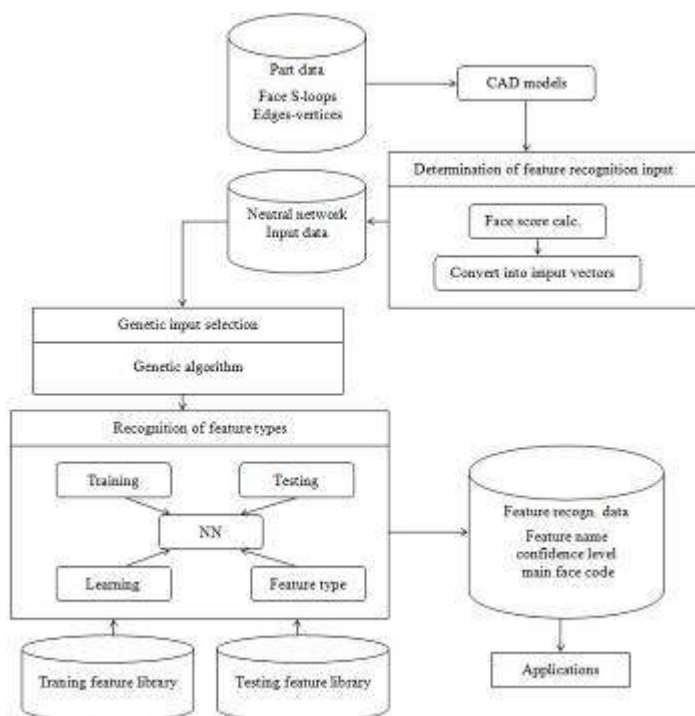 Part data
Face S-loops
Edges-vertices
CAD models
Determination of feature recognition input
Face score calc.
Convert into input vectors
Neutral network
Input data
Genetic input selection
Genetic algorithm
Recognition of feature types
Training
Testing
NN
Learning
Feature type
Feature recogn. data
Feature name
confidence level
main face code
Traning feature library
Testing feature library
Applications